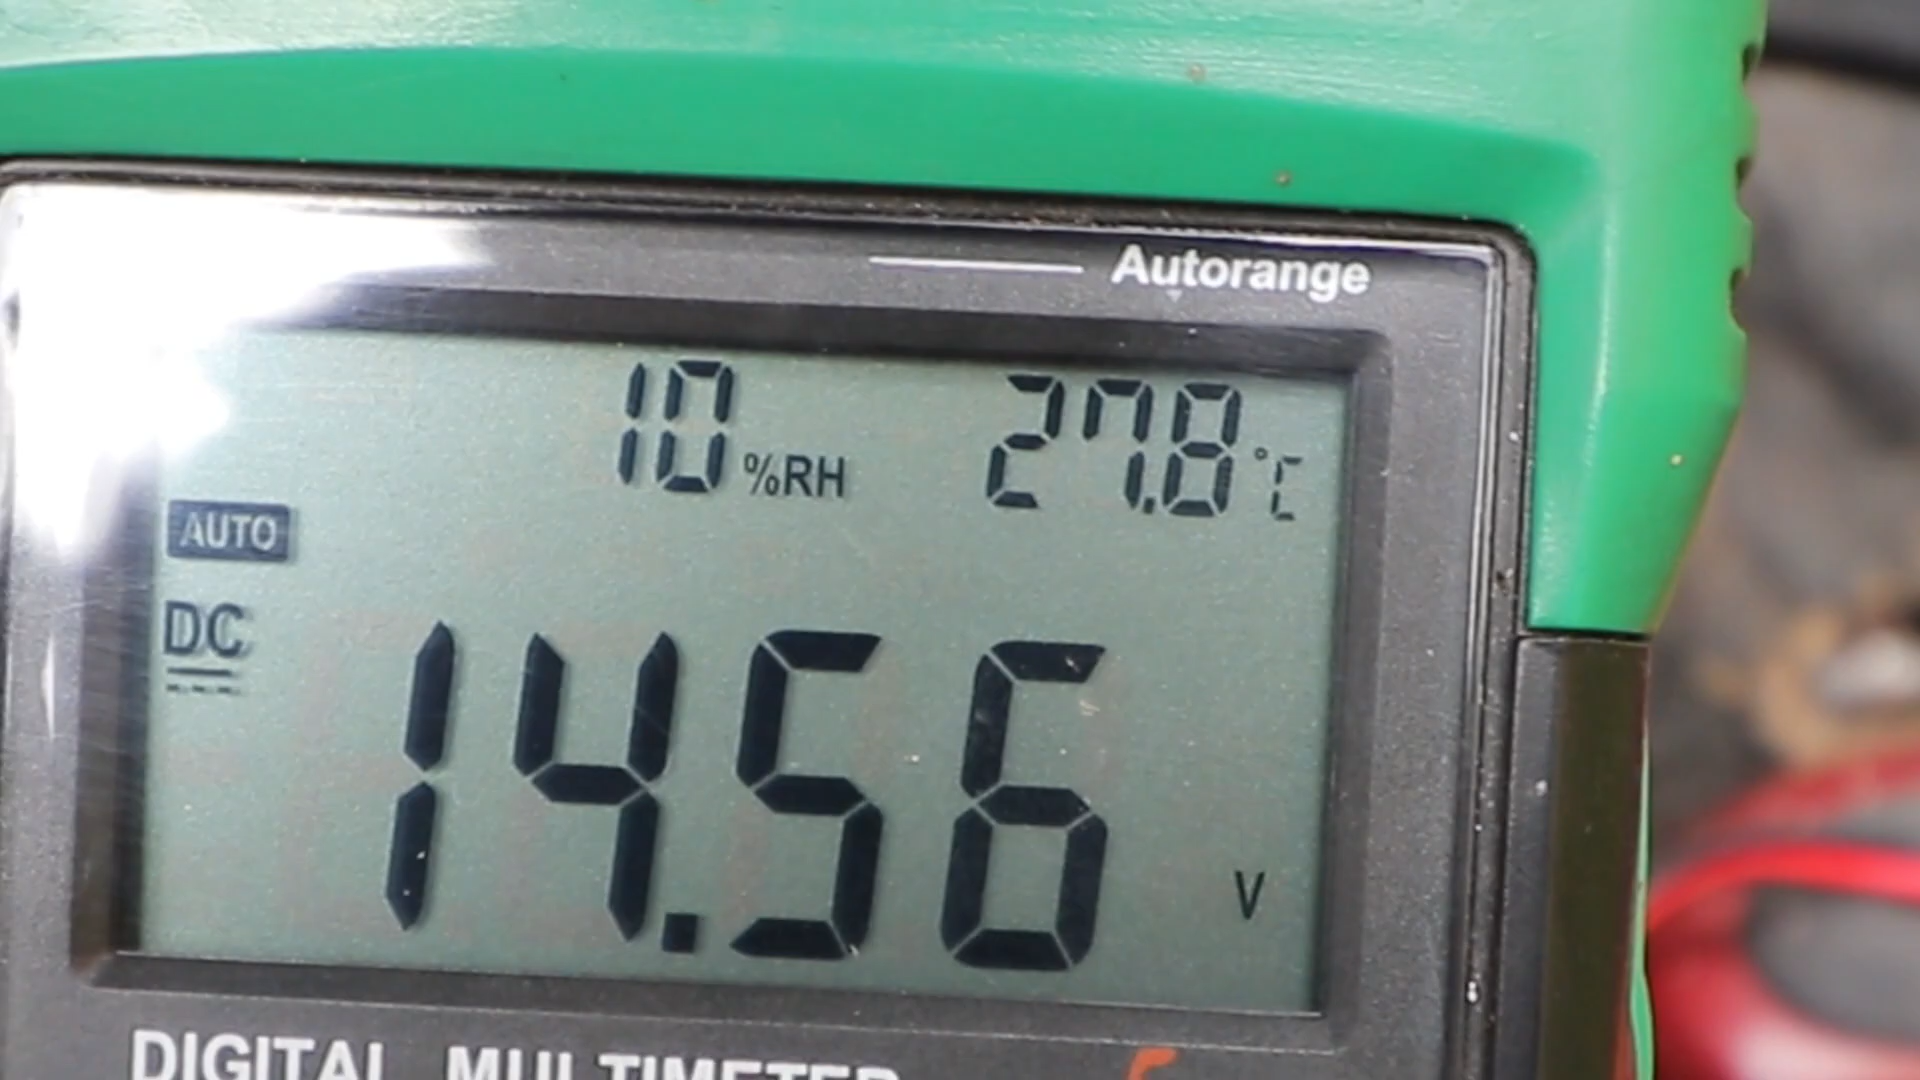 Autorange
10 %RH 27.8 °C
AUTO
DC
14.56 V
DIGITAL MULTIMETER